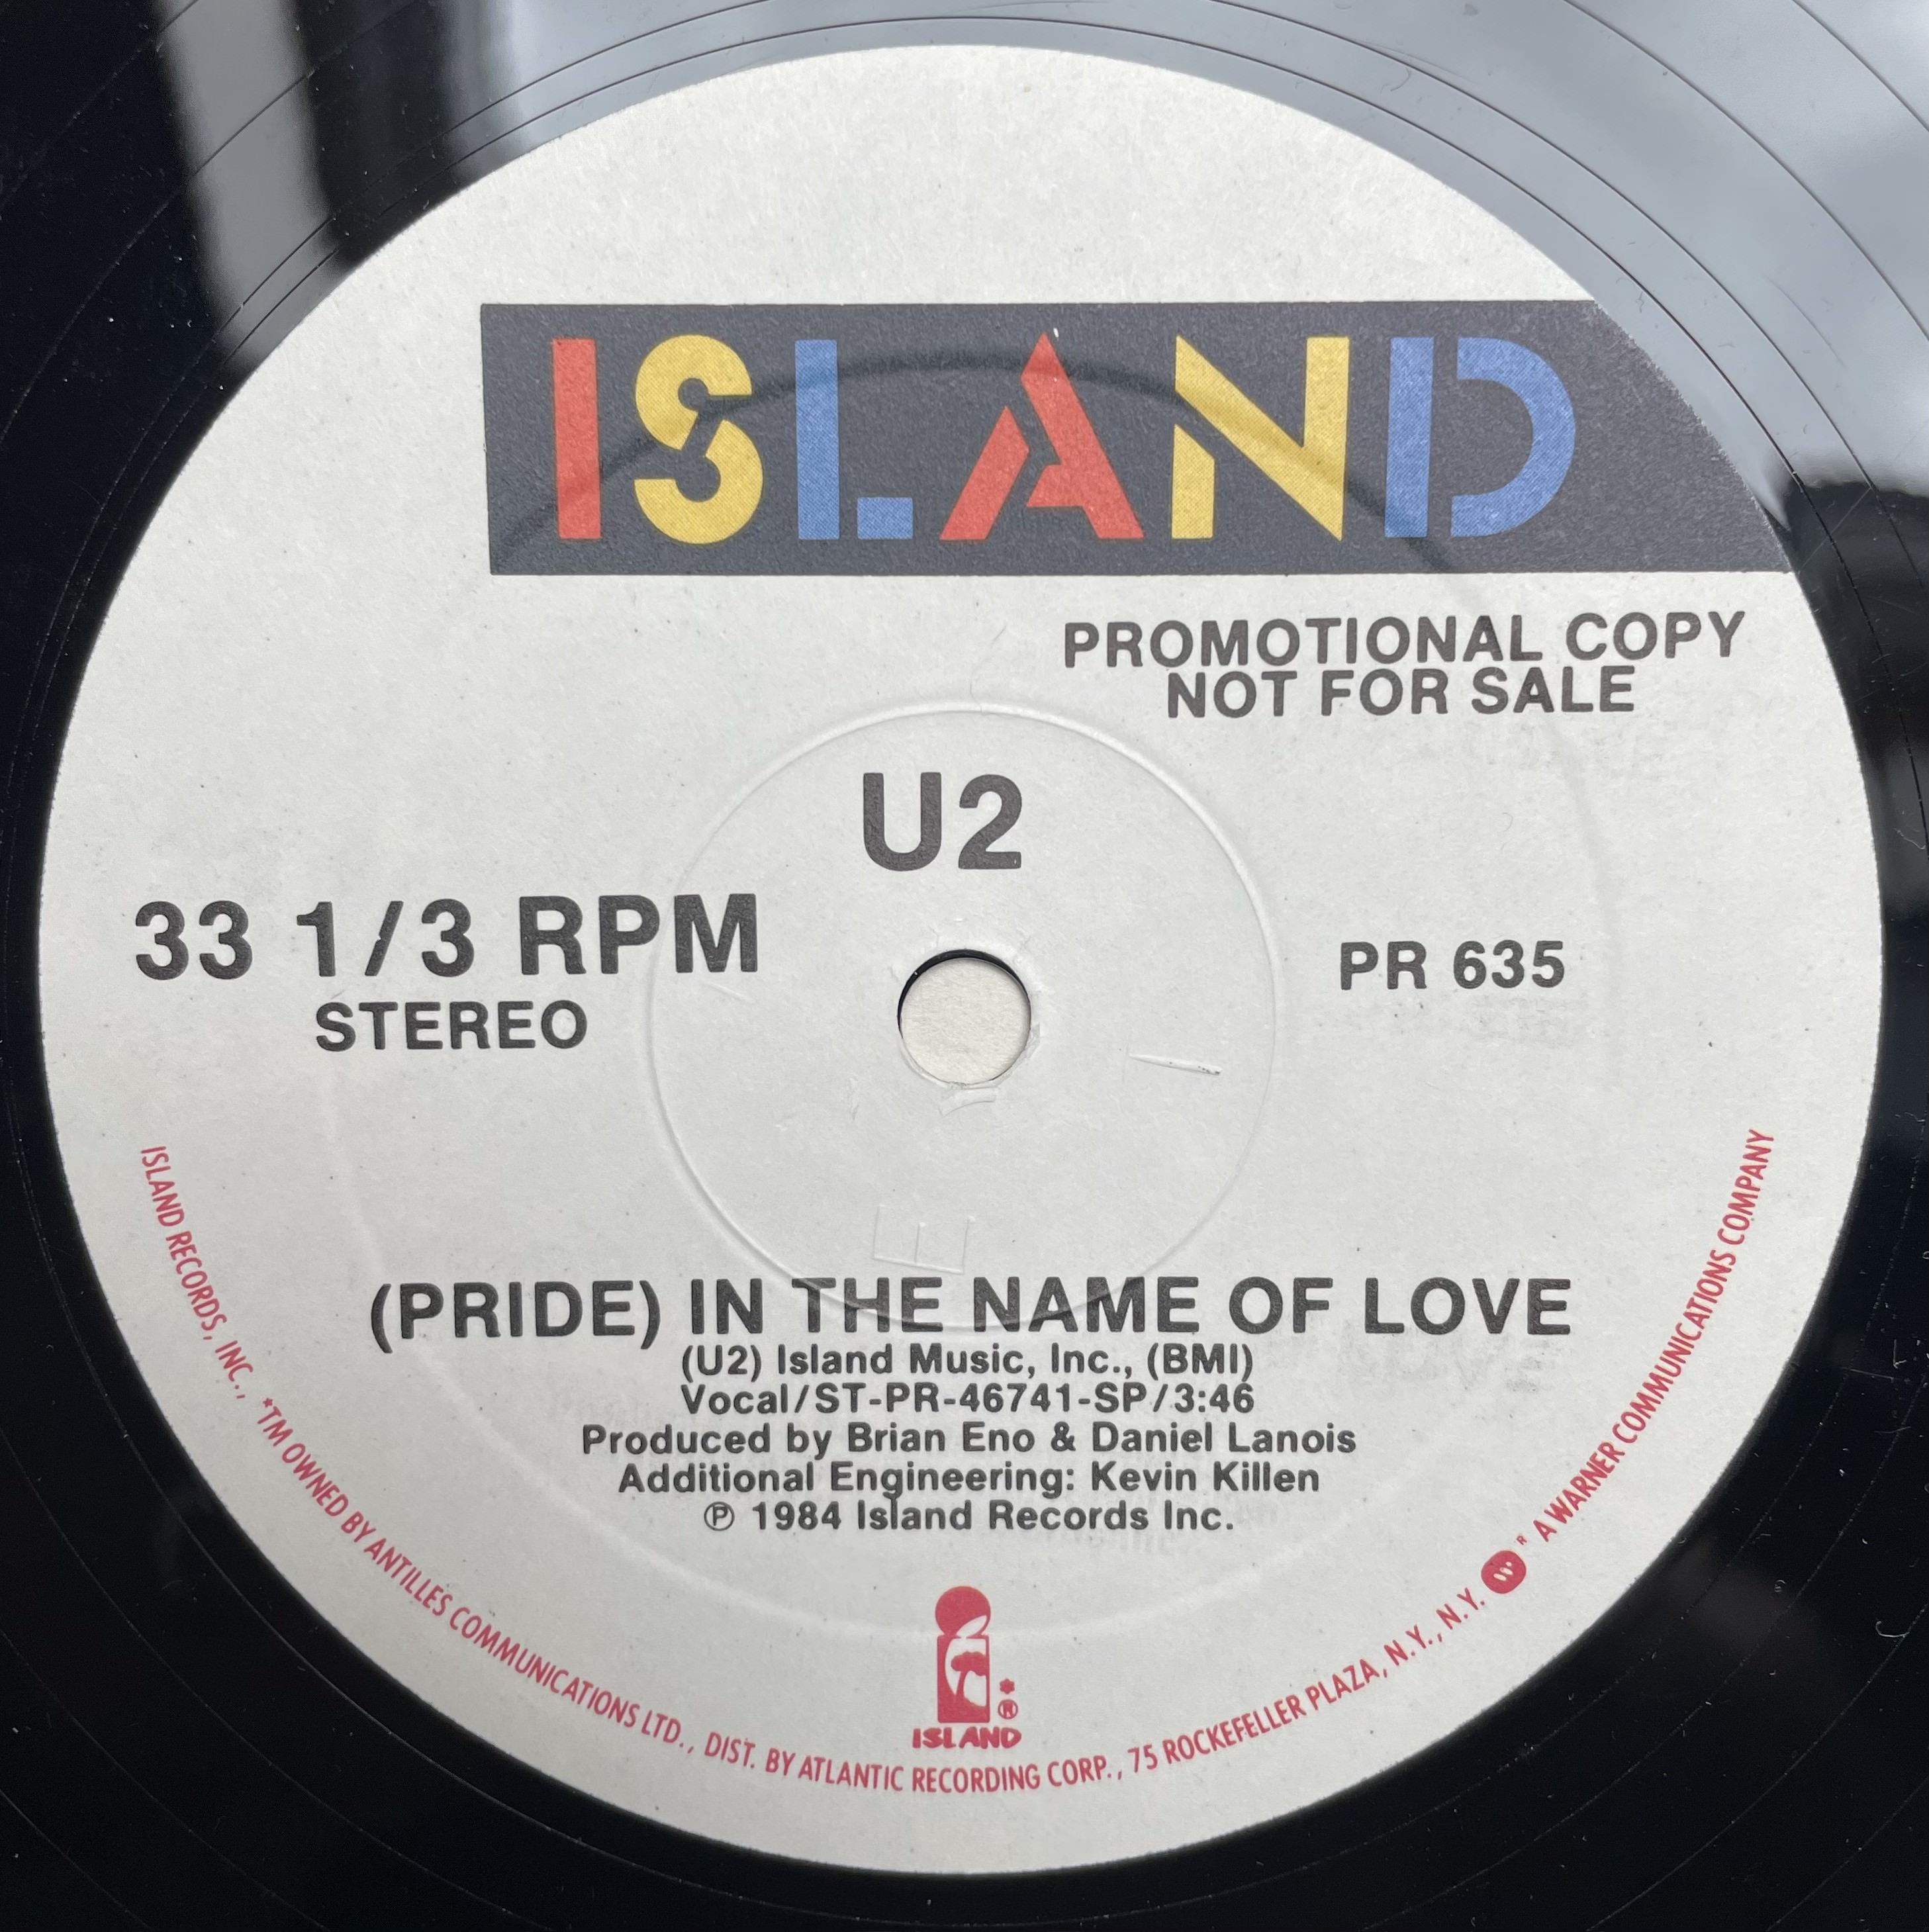 ISLAND
PROMOTIONAL COPY
NOT FOR SALE
U2
33 1/3 RPM
STEREO
PR 635
(PRIDE) IN THE NAME OF LOVE
(U2) Island Music, Inc., (BMI)
Vocal/ST-PR-46741-SP/3:46
Produced by Brian Eno & Daniel Lanois
Additional Engineering: Kevin Killen
℗ 1984 Island Records Inc.
*®
ISLAND
ISLAND RECORDS, INC., *TM OWNED BY ANTILLES COMMUNICATIONS LTD., DIST. BY ATLANTIC RECORDING CORP., 75 ROCKEFELLER PLAZA, N.Y., N.Y. ® A WARNER COMMUNICATIONS COMPANY